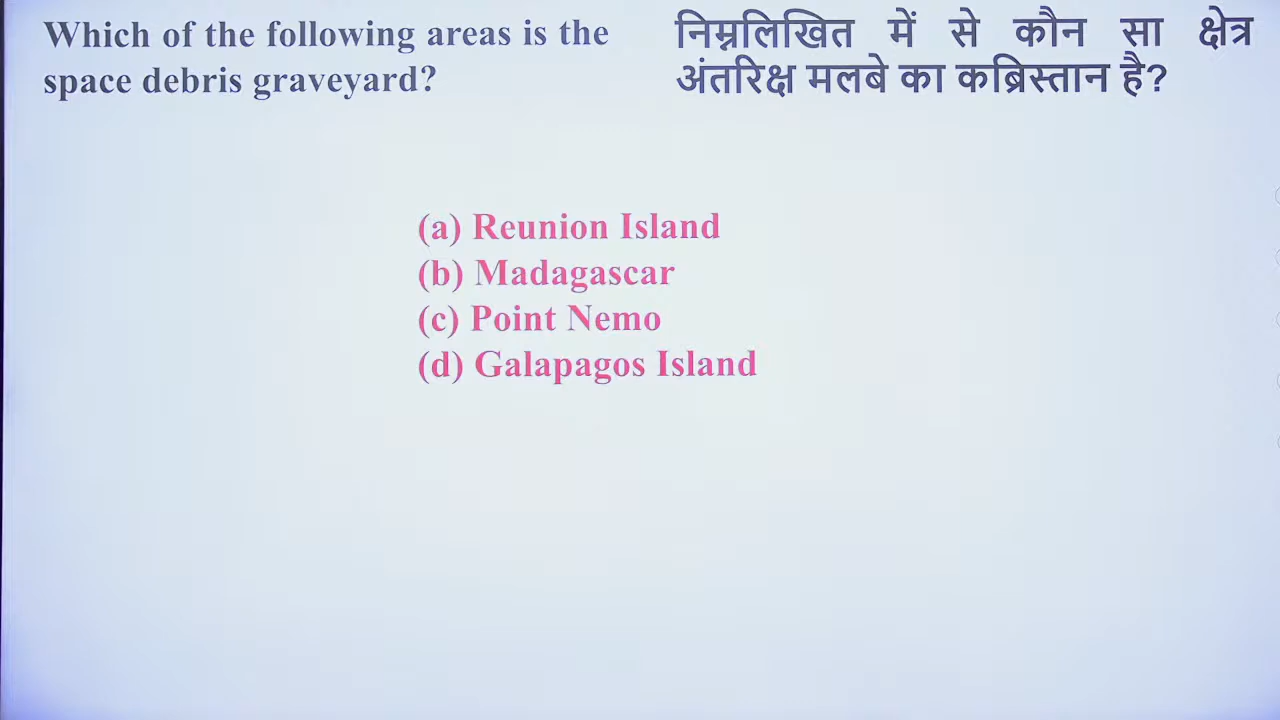 Which of the following areas is the
space debris graveyard?
निम्नलिखित में से कौन सा क्षेत्र
अंतरिक्ष मलबे का कब्रिस्तान है?
(a) Reunion Island
(b) Madagascar
(c) Point Nemo
(d) Galapagos Island